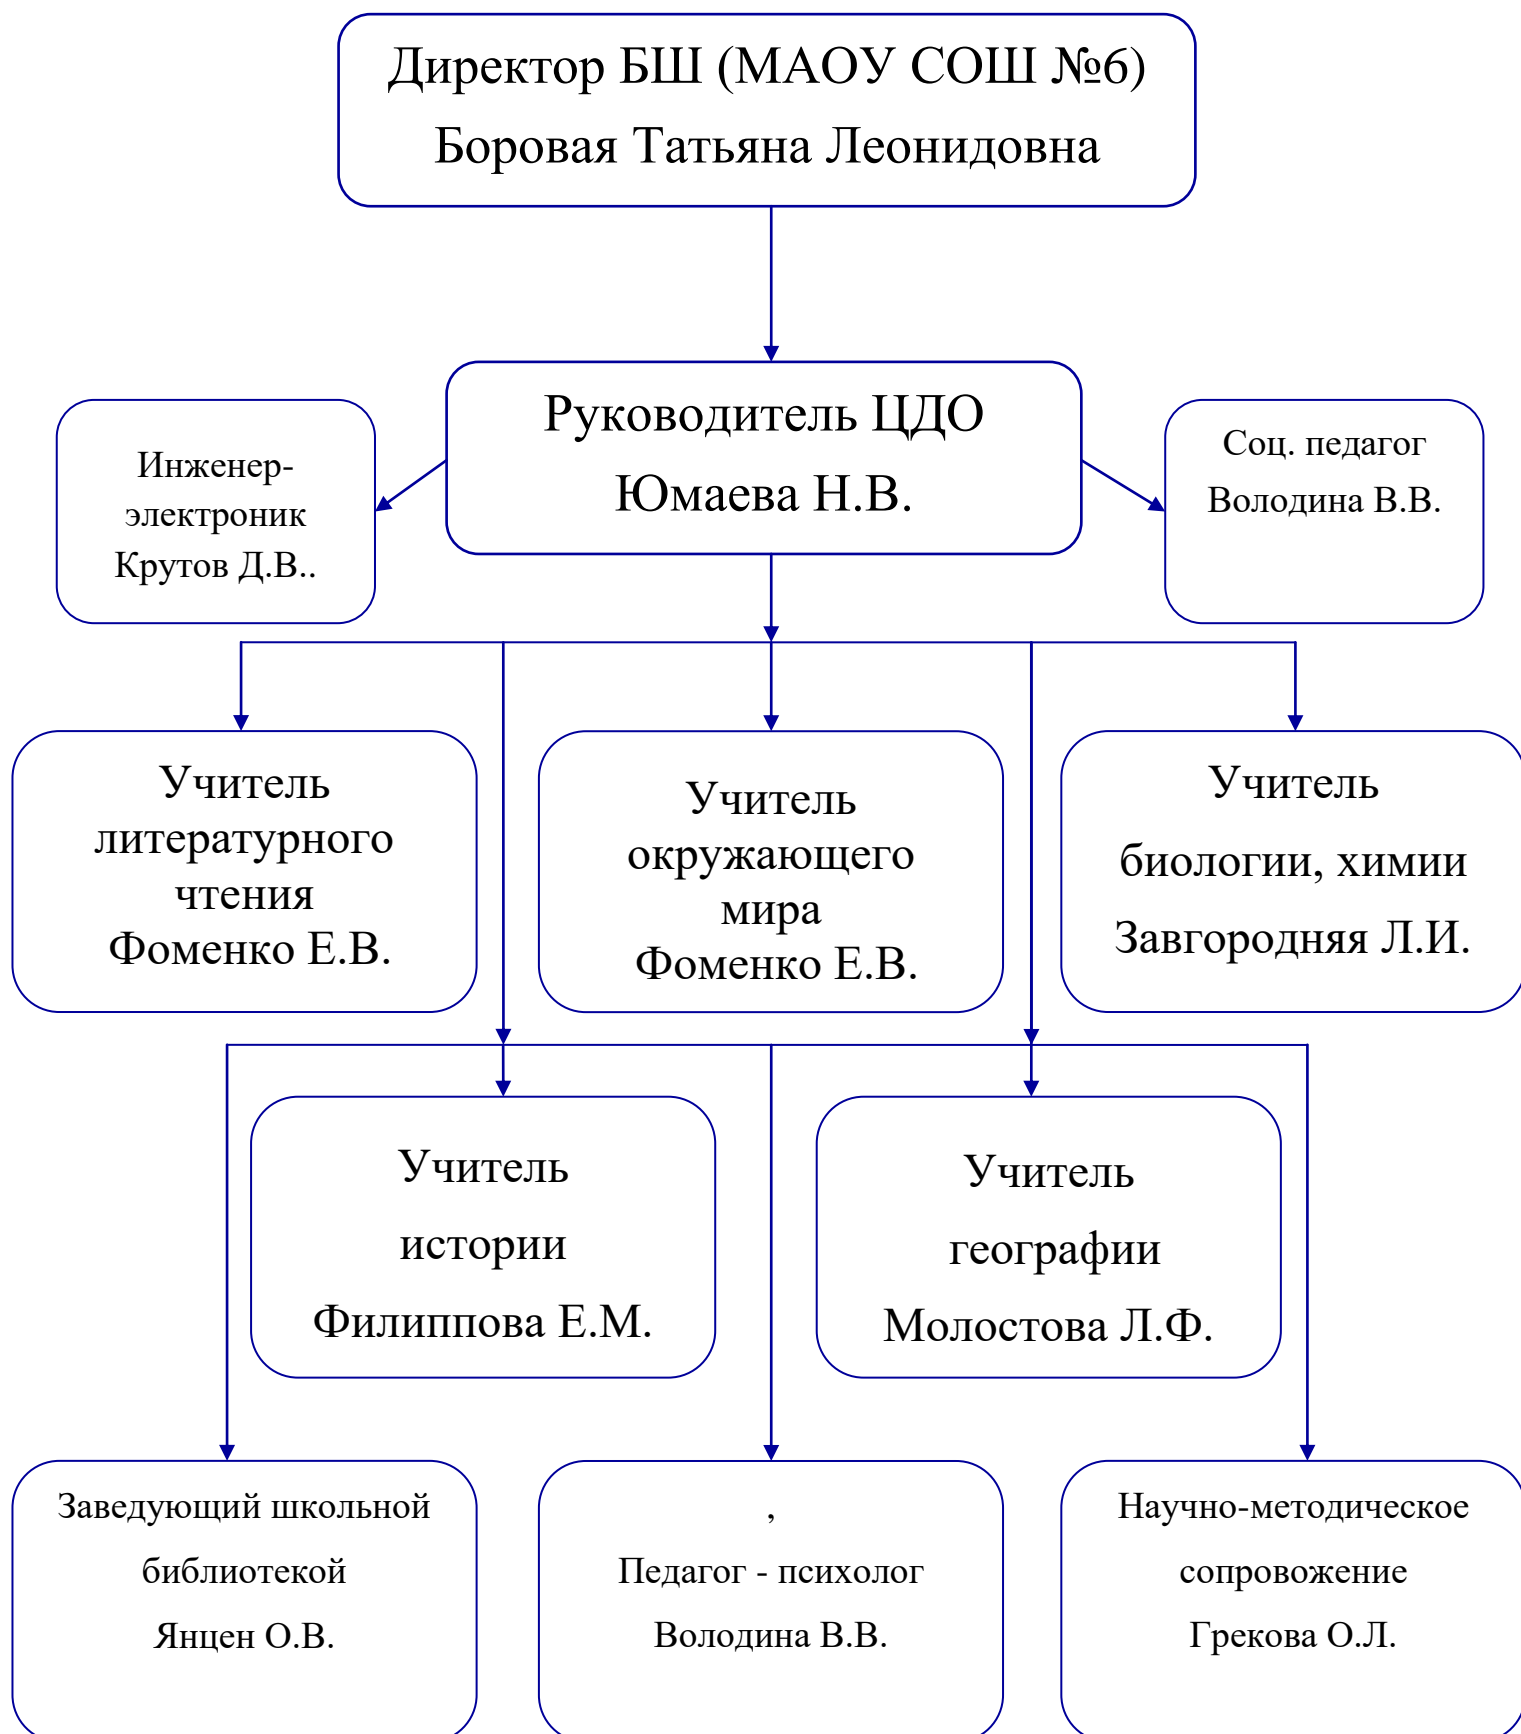 Директор БШ (МАОУ СОШ №6)
Боровая Татьяна Леонидовна
Руководитель ЦДО
Юмаева Н.В.
Инженер-
электроник
Крутов Д.В..
Соц. педагог
Володина В.В.
Учитель
литературного
чтения
Фоменко Е.В.
Учитель
окружающего
мира
Фоменко Е.В.
Учитель
биологии, химии
Завгородняя Л.И.
Учитель
истории
Филиппова Е.М.
Учитель
географии
Молостова Л.Ф.
Заведующий школьной
библиотекой
Янцен О.В.
,
Педагог - психолог
Володина В.В.
Научно-методическое
сопровожение
Грекова О.Л.